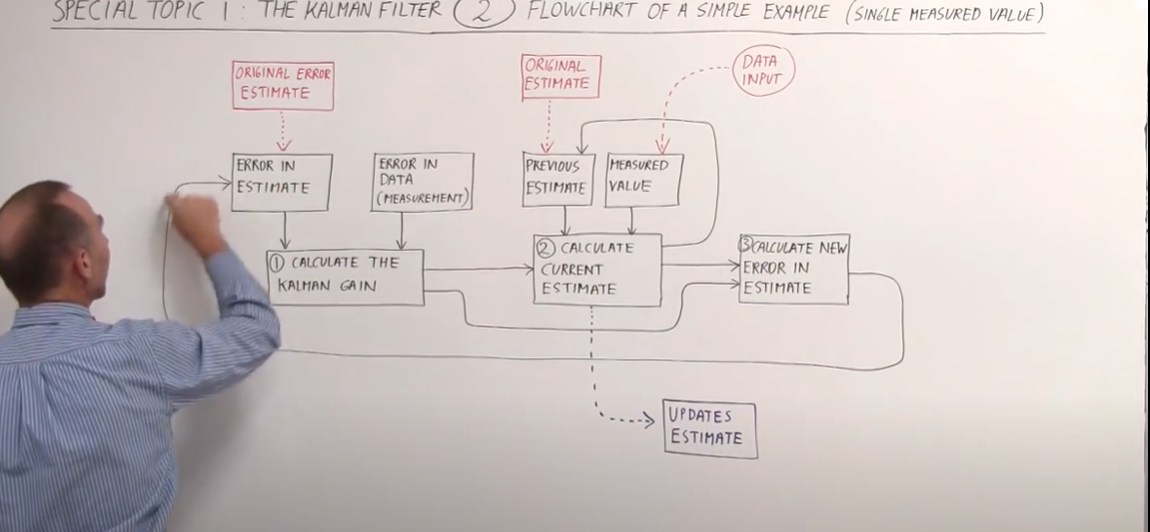 SPECIAL TOPIC 1: THE KALMAN FILTER (2) FLOWCHART OF A SIMPLE EXAMPLE (SINGLE MEASURED VALUE)
ORIGINAL ERROR
ESTIMATE
ORIGINAL
ESTIMATE
DATA
INPUT
ERROR IN
ESTIMATE
ERROR IN
DATA
(MEASUREMENT)
PREVIOUS
ESTIMATE
MEASURED
VALUE
① CALCULATE THE
KALMAN GAIN
② CALCULATE
CURRENT
ESTIMATE
③ CALCULATE NEW
ERROR IN
ESTIMATE
UPDATES
ESTIMATE